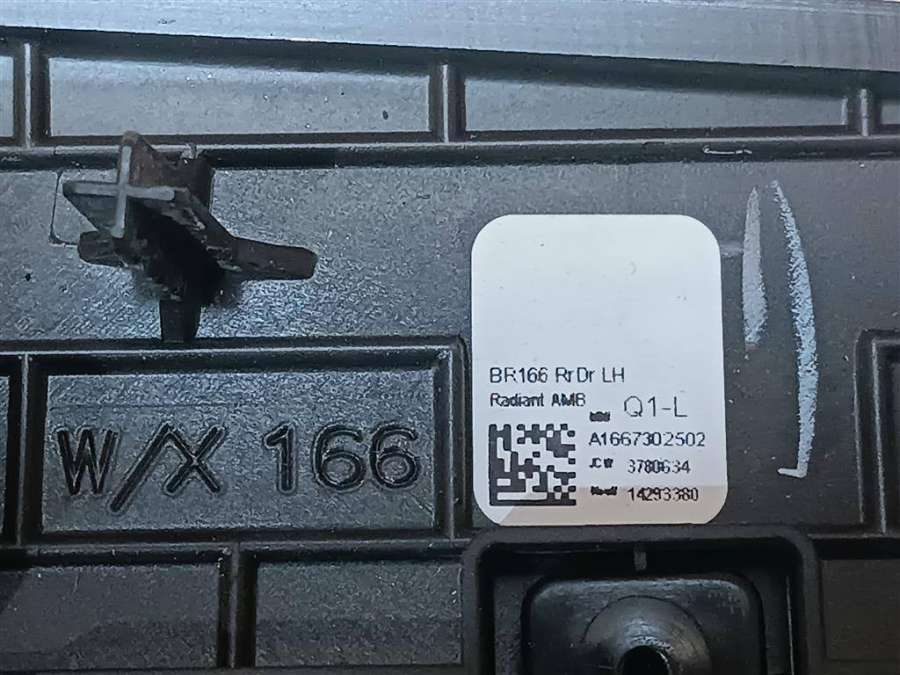 BR166 RrDr LH
Radiant AMB
Q1-L
A1667302502
W/X 166
3780634
14293380